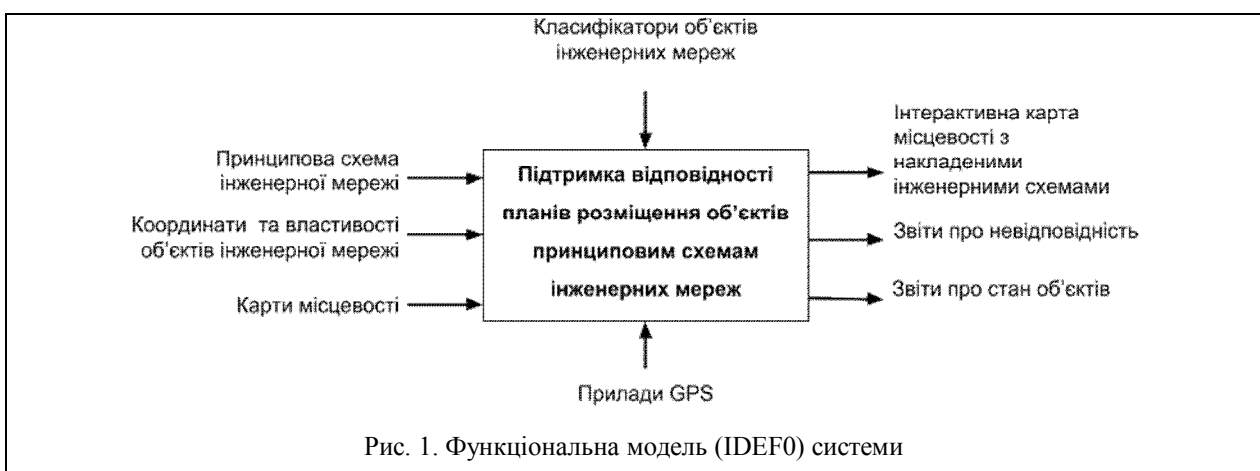 Класифікатори об'єктів
інженерних мереж
Принципова схема
інженерної мережі
Координати та властивості
об'єктів інженерної мережі
Карти місцевості
Підтримка відповідності
планів розміщення об'єктів
принциповим схемам
інженерних мереж
Інтерактивна карта
місцевості з
накладеними
інженерними схемами
Звіти про невідповідність
Звіти про стан об'єктів
Прилади GPS
Рис. 1. Функціональна модель (IDEF0) системи